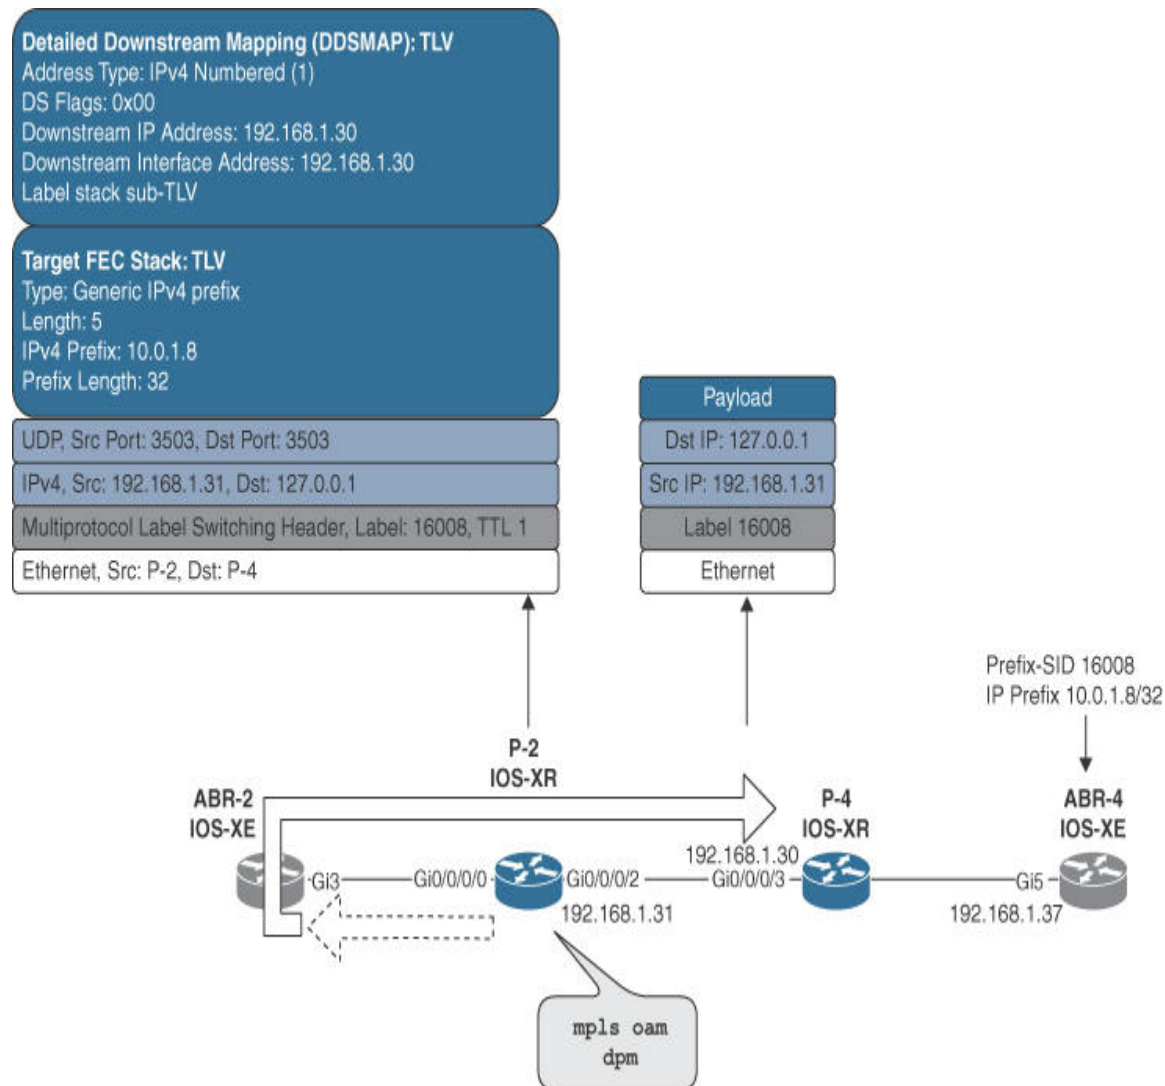 Detailed Downstream Mapping (DDSMAP): TLV
Address Type: IPv4 Numbered (1)
DS Flags: 0x00
Downstream IP Address: 192.168.1.30
Downstream Interface Address: 192.168.1.30
Label stack sub-TLV
Target FEC Stack: TLV
Type: Generic IPv4 prefix
Length: 5
IPv4 Prefix: 10.0.1.8
Prefix Length: 32
UDP, Src Port: 3503, Dst Port: 3503
IPv4, Src: 192.168.1.31, Dst: 127.0.0.1
Multiprotocol Label Switching Header, Label: 16008, TTL 1
Ethernet, Src: P-2, Dst: P-4
Payload
Dst IP: 127.0.0.1
Src IP: 192.168.1.31
Label 16008
Ethernet
Prefix-SID 16008
IP Prefix 10.0.1.8/32
ABR-2
IOS-XE
P-2
IOS-XR
P-4
IOS-XR
ABR-4
IOS-XE
192.168.1.30
Gi3
Gi0/0/0/0
Gi0/0/0/2
Gi0/0/0/3
Gi5
192.168.1.31
192.168.1.37
mpls oam
dpm